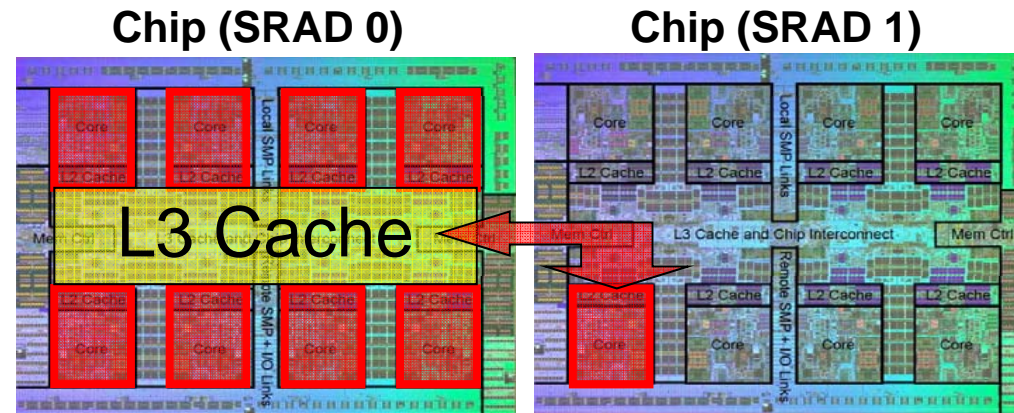 Chip (SRAD 0)
Chip (SRAD 1)
Core Core Core Core
L2 Cache L2 Cache L2 Cache L2 Cache
Local SMP Links
L3 Cache
Mem Ctrl
Ctrl
Remote SMP + I/O Links
L2 Cache L2 Cache L2 Cache L2 Cache
Core Core Core Core
Core Core Core Core
L2 Cache L2 Cache L2 Cache L2 Cache
Local SMP Links
Mem Ctrl
L3 Cache and Chip Interconnect
Mem Ctrl
Remote SMP + I/O Links
L2 Cache L2 Cache L2 Cache L2 Cache
Core Core Core Core